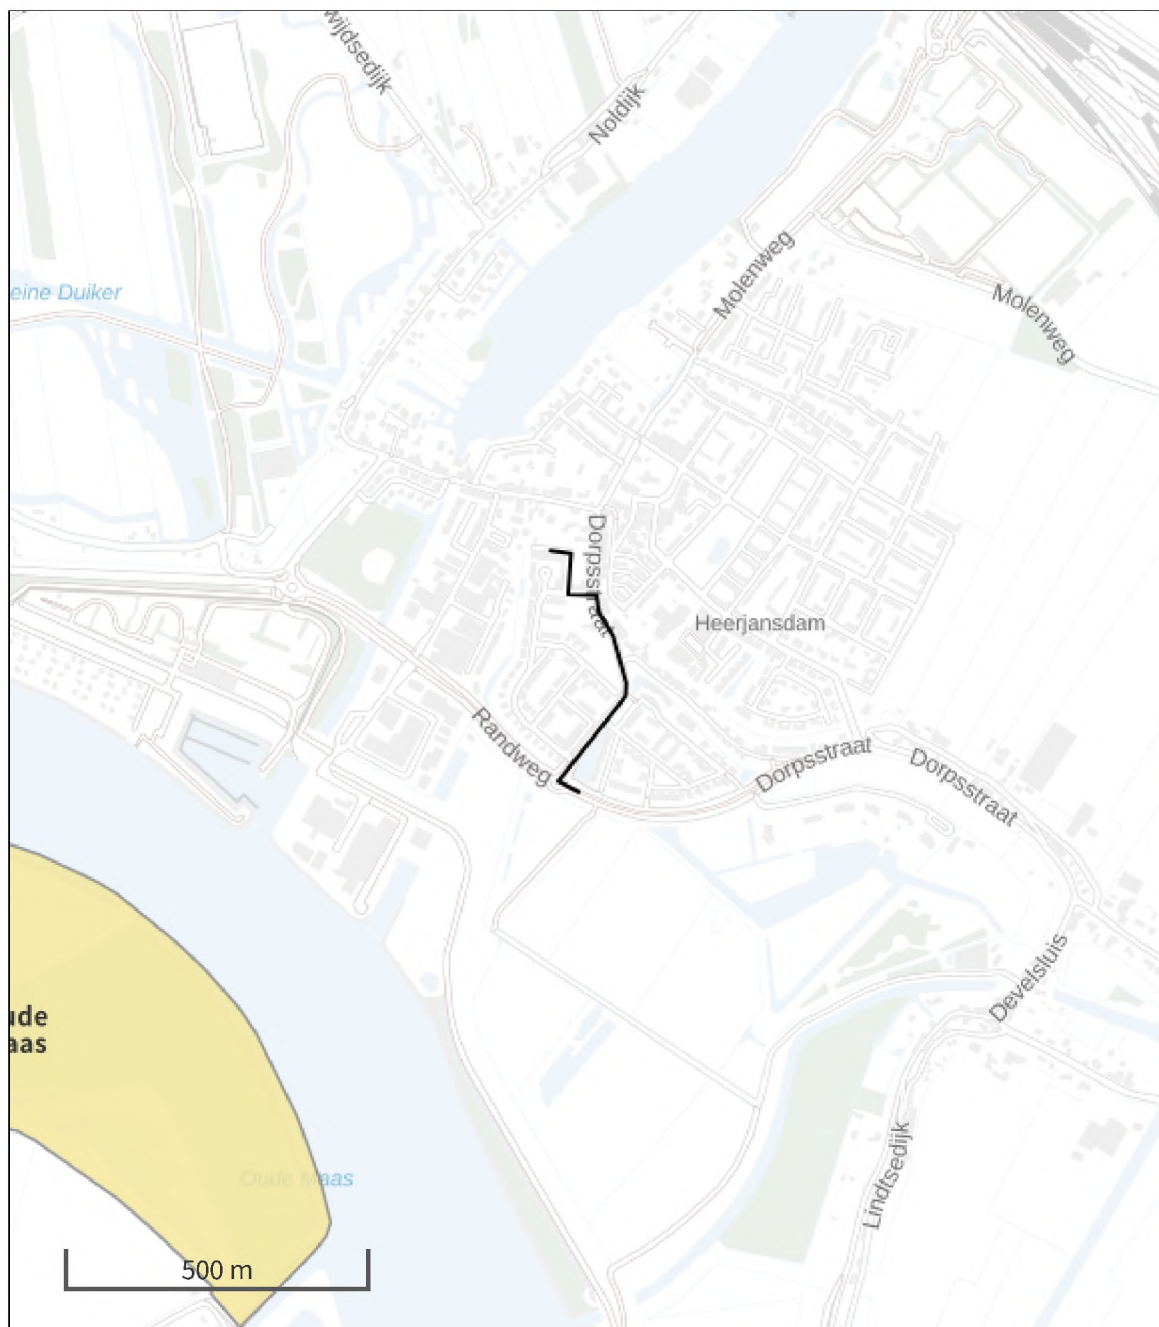 wijdsedijk
Noldijk
Molenweg
eine Duiker
Molenweg
Dorpsstraat
Heerjansdam
Randweg
Dorpsstraat
Dorpsstraat
Develsluis
ude
aas
Oude Maas
Lindtsedijk
500 m